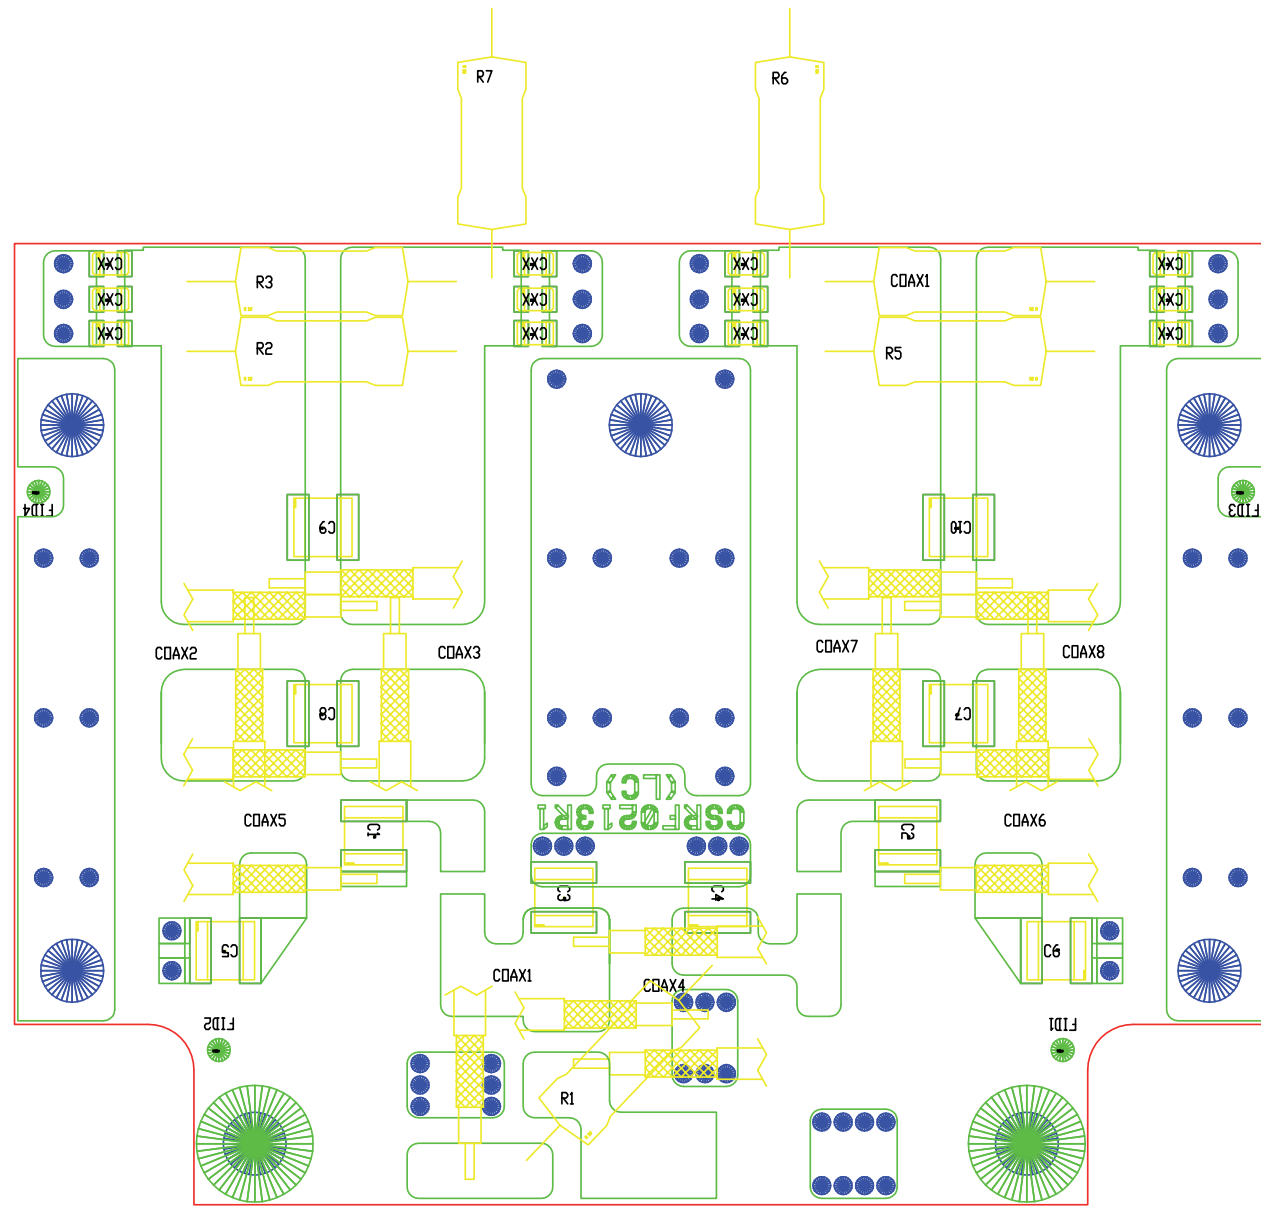 R7
R6
CXX
CXX
CXX
CXX
CXX
CXX
CXX
CXX
CXX
CXX
CXX
CXX
R3
COAX1
R2
R5
FID4
FID3
C9
C10
COAX2
COAX3
COAX7
COAX8
C8
C7
(LC)
CSRF0213R1
COAX5
COAX6
C1
C2
C3
C4
C5
C6
COAX1
COAX4
FID2
FID1
R1